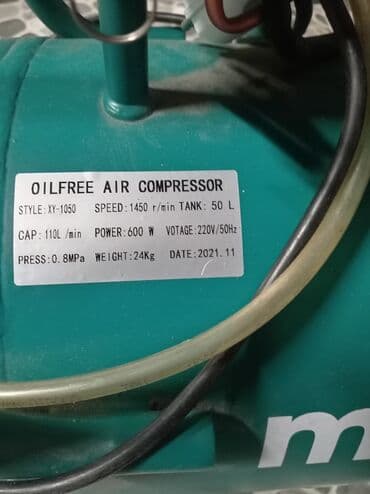 OILFREE AIR COMPRESSOR
STYLE:XY-1050 SPEED:1450 r/min TANK: 50 L
CAP: 110L /min POWER:600 W VOTAGE:220V/50Hz
PRESS:0.8MPa WEIGHT:24Kg DATE:2021.11
m